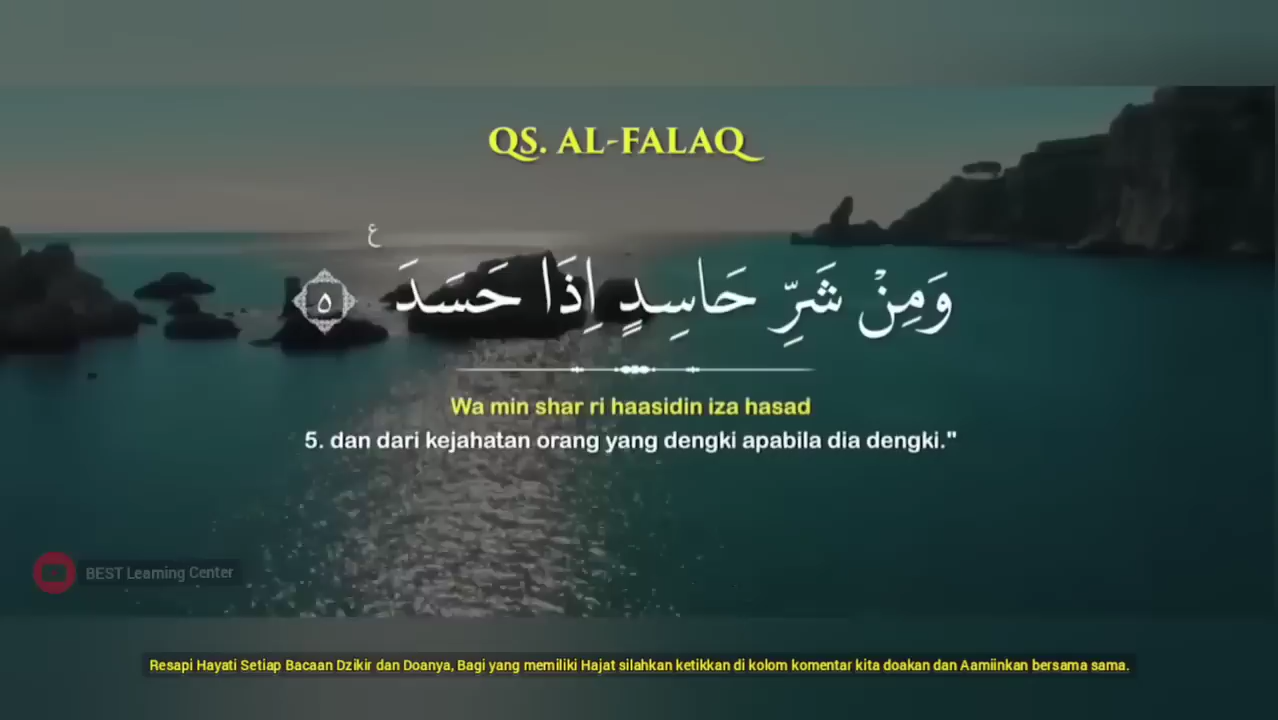 QS. AL-FALAQ
وَمِنْ شَرِّ حَاسِدٍ اِذَا حَسَدَ ࣖ ٥
Wa min shar ri haasidin iza hasad
5. dan dari kejahatan orang yang dengki apabila dia dengki."
BEST Learning Center
Resapi Hayati Setiap Bacaan Dzikir dan Doanya, Bagi yang memiliki Hajat silahkan ketikkan di kolom komentar kita doakan dan Aamiinkan bersama sama.